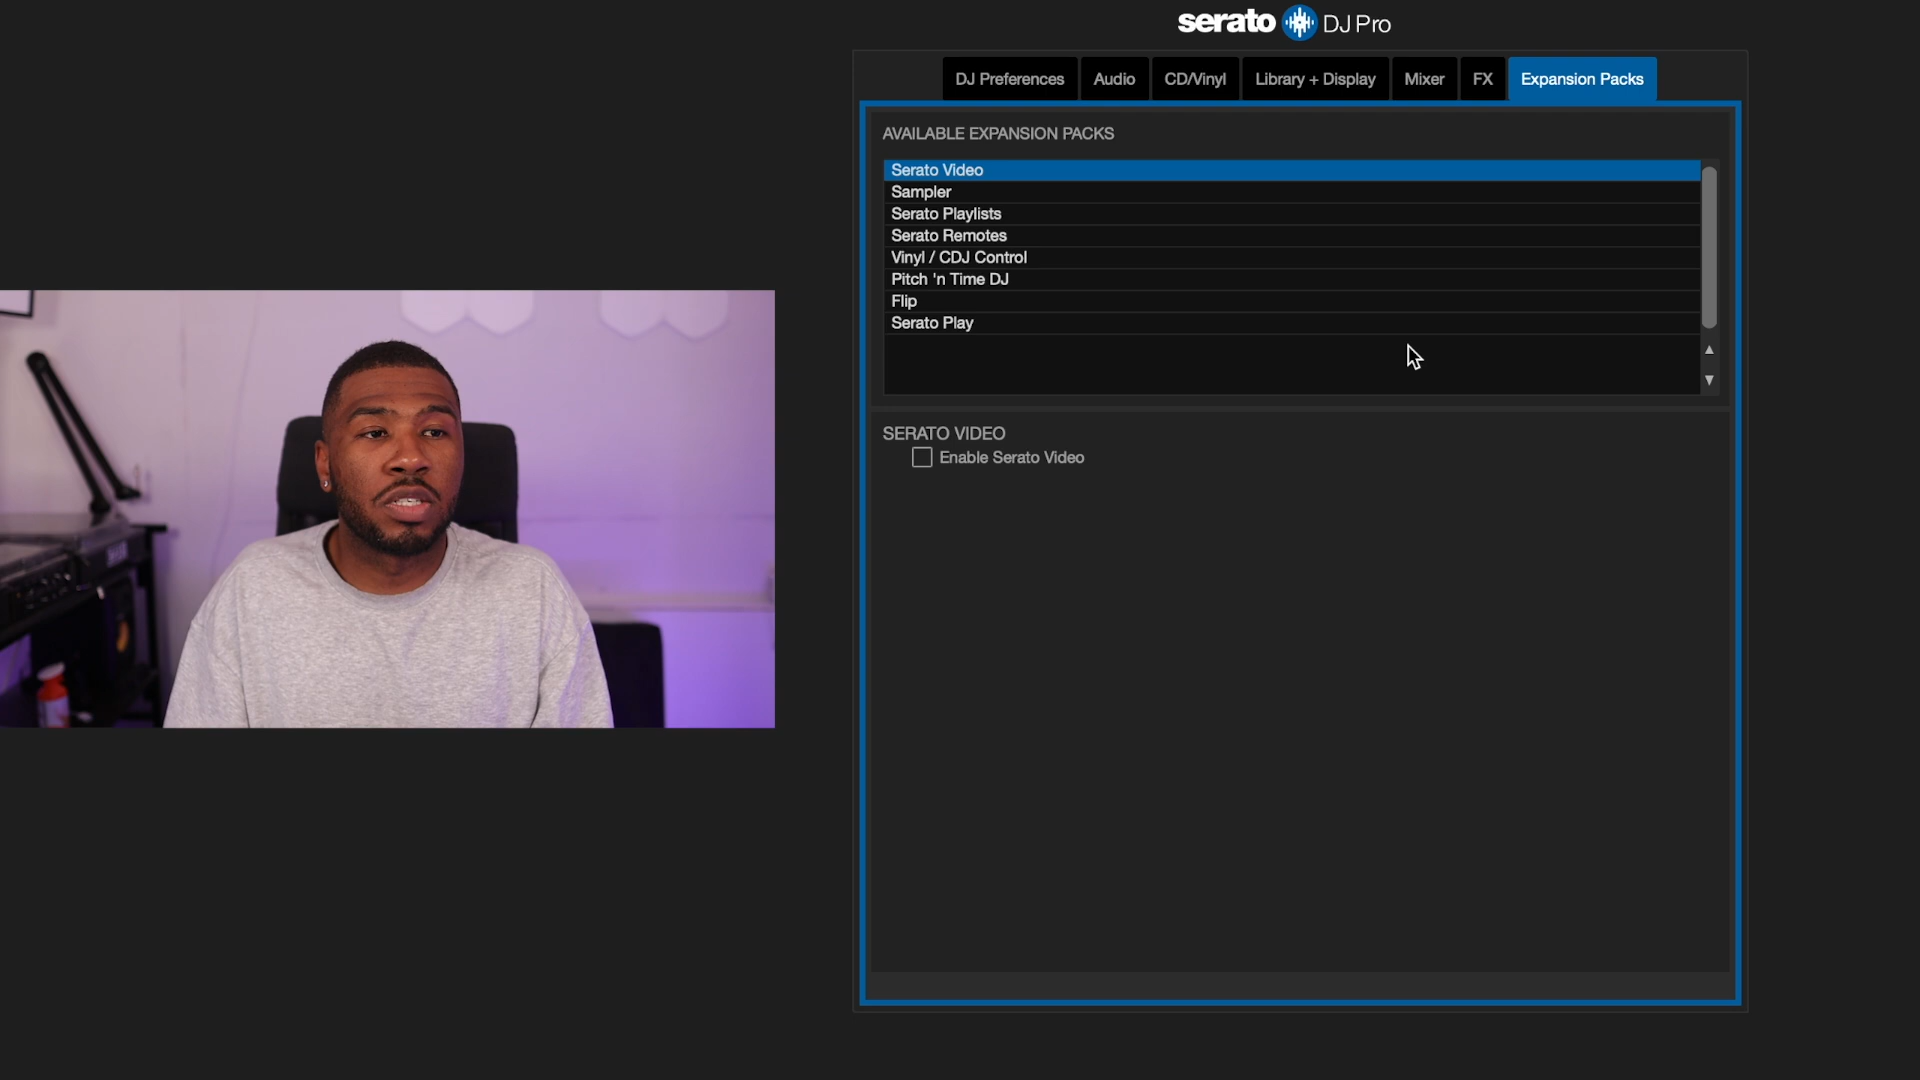 serato DJ Pro
DJ Preferences Audio CD/Vinyl Library + Display Mixer FX Expansion Packs
AVAILABLE EXPANSION PACKS
Serato Video
Sampler
Serato Playlists
Serato Remotes
Vinyl / CDJ Control
Pitch 'n Time DJ
Flip
Serato Play
SERATO VIDEO
Enable Serato Video